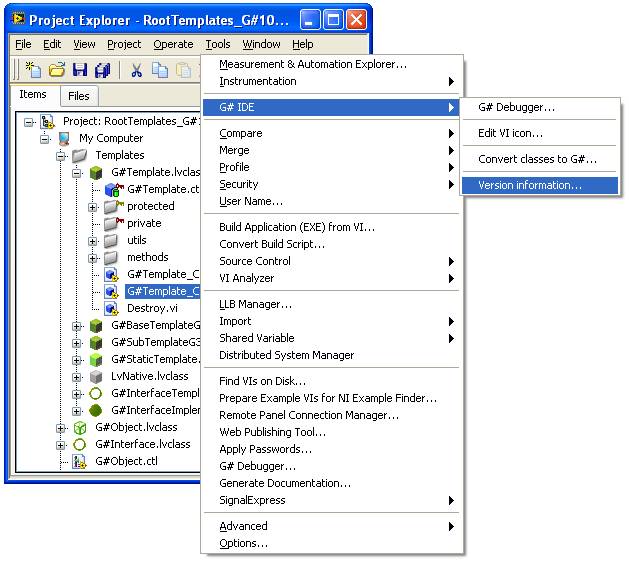 Project Explorer - RootTemplates_G#10...
File Edit View Project Operate Tools Window Help
Items Files
Project: RootTemplates_G#1
My Computer
Templates
G#Template.lvclass
G#Template.ct
protected
private
utils
methods
G#Template_C
G#Template_C
Destroy.vi
G#BaseTemplateG
G#SubTemplateG3
G#StaticTemplate.
LvNative.lvclass
G#InterfaceTempl
G#InterfaceImplen
G#Object.lvclass
G#Interface.lvclass
G#Object.ctl
Measurement & Automation Explorer...
Instrumentation
G# IDE
Compare
Merge
Profile
Security
User Name...
Build Application (EXE) from VI...
Convert Build Script...
Source Control
VI Analyzer
LLB Manager...
Import
Shared Variable
Distributed System Manager
Find VIs on Disk...
Prepare Example VIs for NI Example Finder...
Remote Panel Connection Manager...
Web Publishing Tool...
Apply Passwords...
G# Debugger...
Generate Documentation...
SignalExpress
Advanced
Options...
G# Debugger...
Edit VI icon...
Convert classes to G#...
Version information...